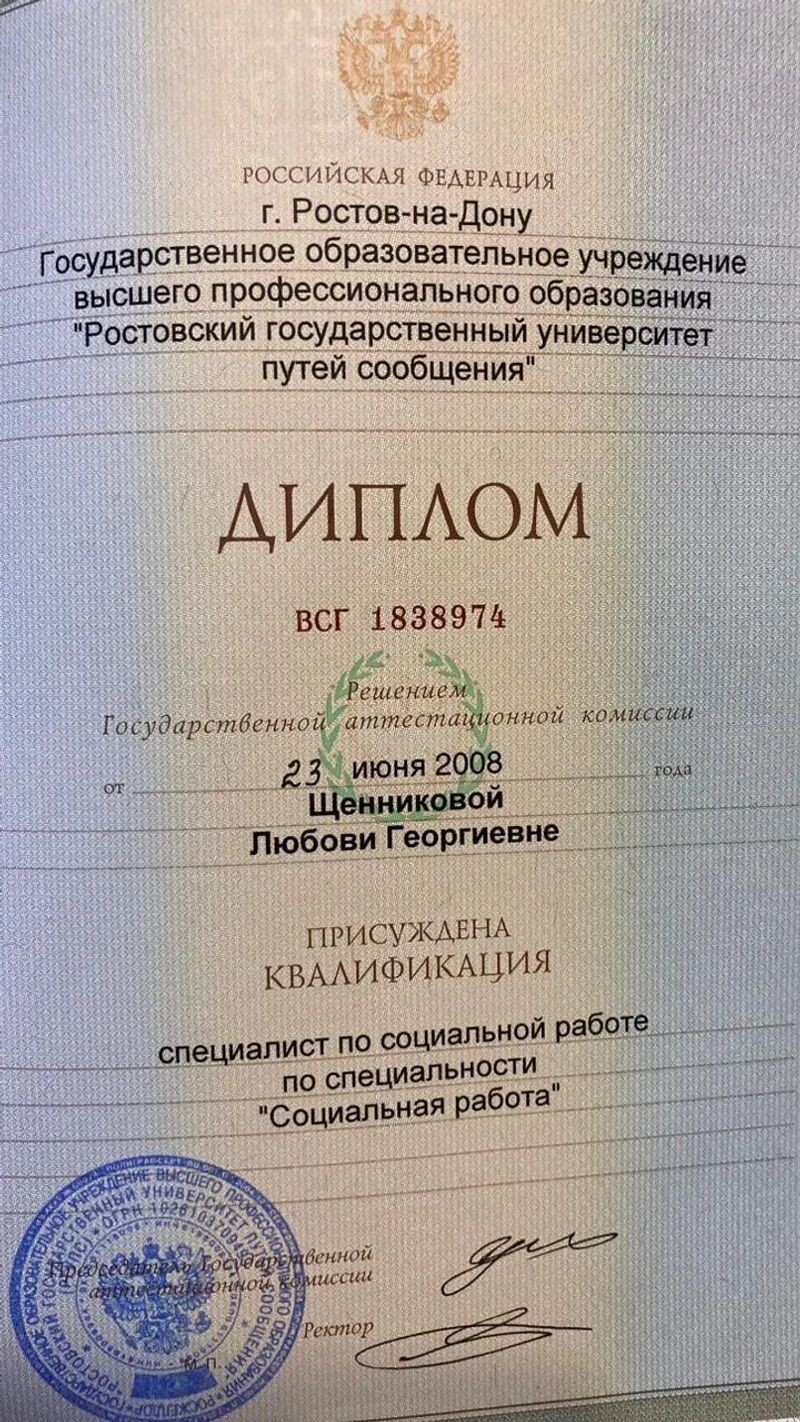 РОССИЙСКАЯ ФЕДЕРАЦИЯ
г. Ростов-на-Дону
Государственное образовательное учреждение
высшего профессионального образования
"Ростовский государственный университет
путей сообщения"
ДИПЛОМ
ВСГ 1838974
Решением
Государственной аттестационной комиссии
от 23 июня 2008 года
Щенниковой
Любови Георгиевне
ПРИСУЖДЕНА
КВАЛИФИКАЦИЯ
специалист по социальной работе
по специальности
"Социальная работа"
Председатель Государственной
аттестационной комиссии
Ректор
М. П.